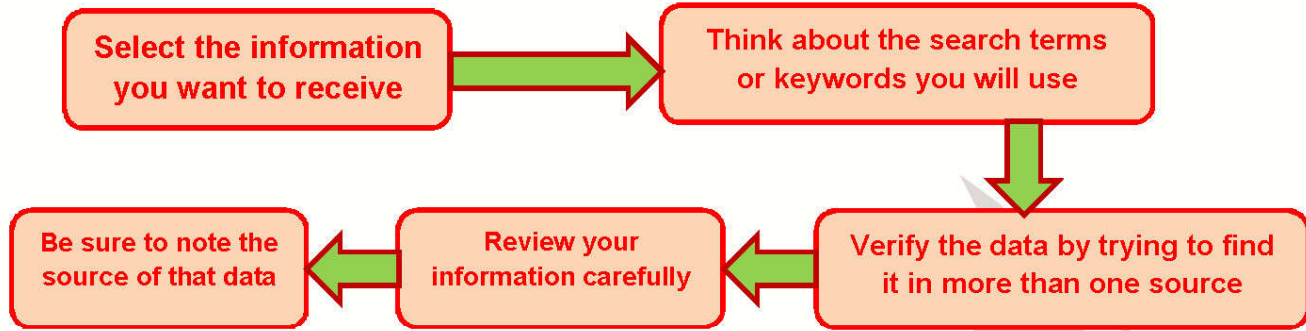 Select the information
you want to receive
Think about the search terms
or keywords you will use
Verify the data by trying to find
it in more than one source
Review your
information carefully
Be sure to note the
source of that data